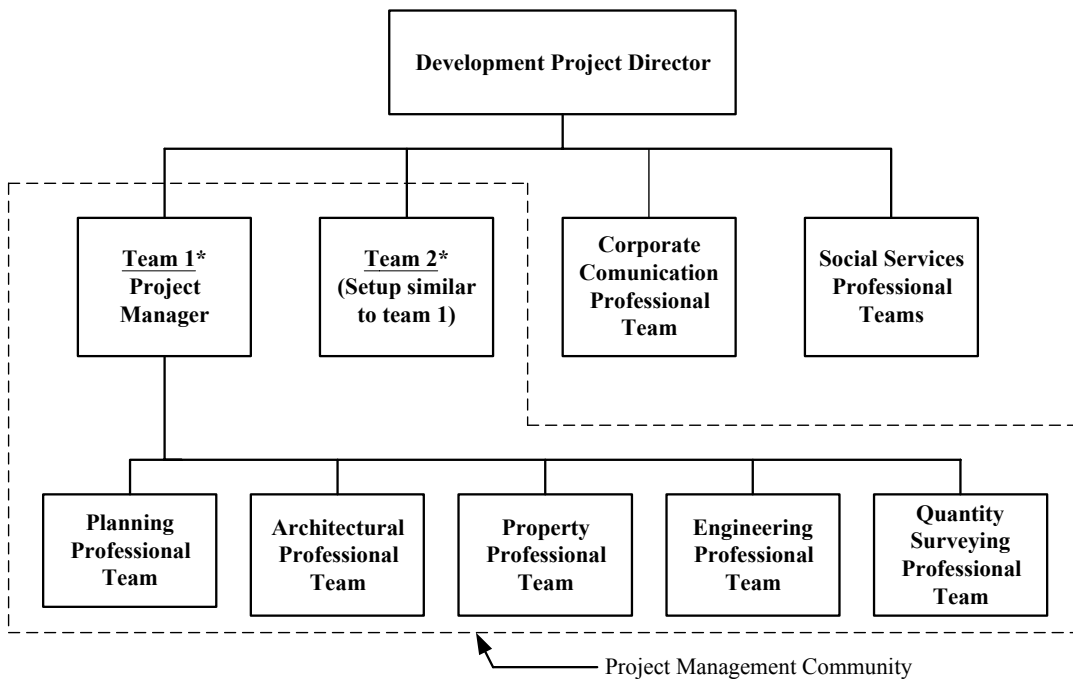 Development Project Director
Team 1*
Project
Manager
Team 2*
(Setup similar
to team 1)
Corporate
Comunication
Professional
Team
Social Services
Professional
Teams
Planning
Professional
Team
Architectural
Professional
Team
Property
Professional
Team
Engineering
Professional
Team
Quantity
Surveying
Professional
Team
Project Management Community